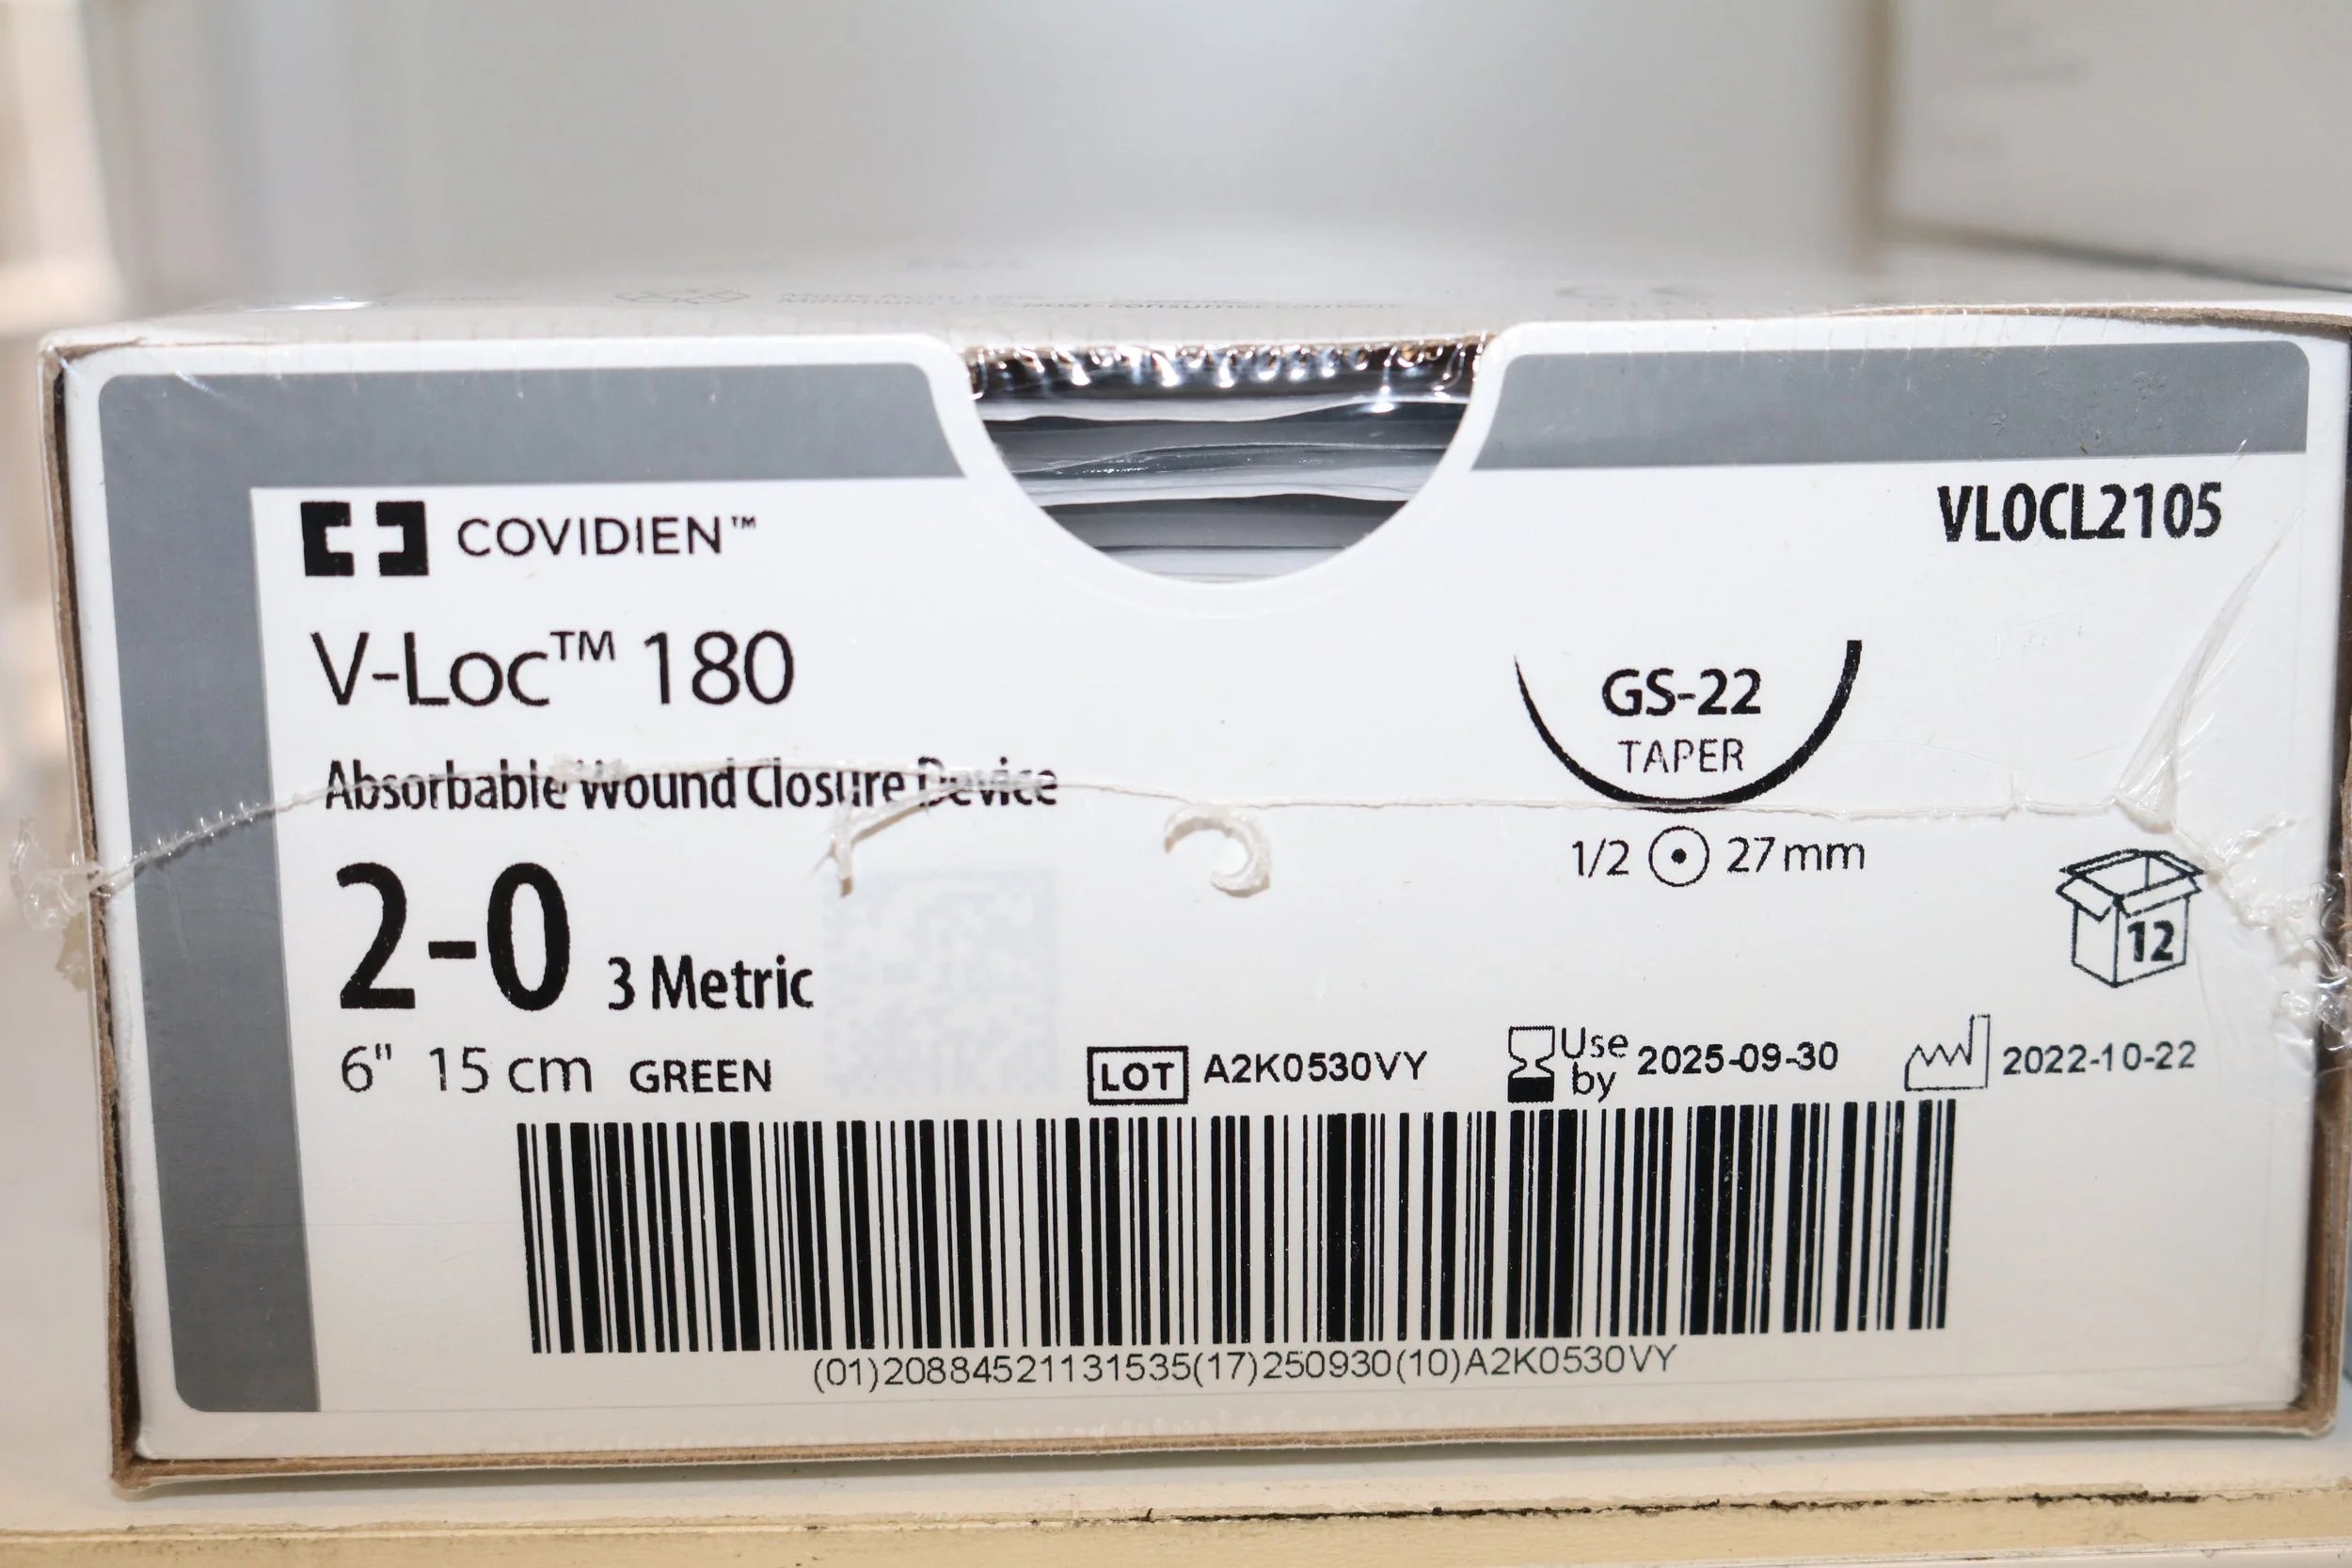 COVIDIEN™
VLOCL2105
V-Loc™ 180
GS-22
TAPER
Absorbable Wound Closure Device
1/2 27mm
2-0 3 Metric
12
6" 15 cm GREEN
LOT A2K0530VY
Use by 2025-09-30
2022-10-22
(01)20884521131535(17)250930(10)A2K0530VY